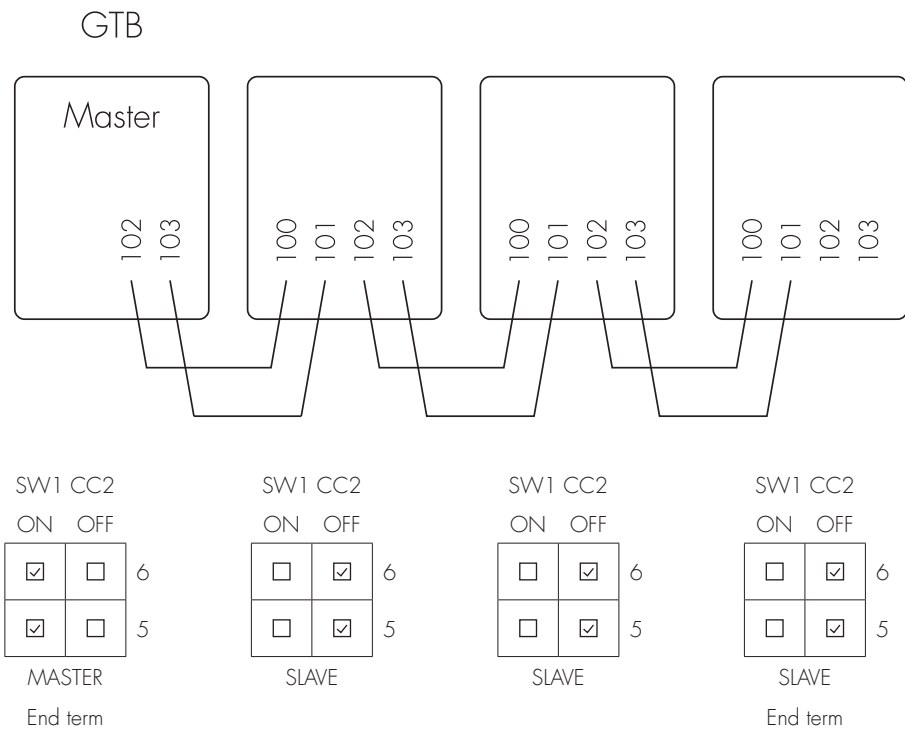 GTB
Master
102 103
100 101 102 103
100 101 102 103
100 101 102 103
SW1 CC2
ON OFF
6
5
MASTER
End term
SW1 CC2
ON OFF
6
5
SLAVE
SW1 CC2
ON OFF
6
5
SLAVE
SW1 CC2
ON OFF
6
5
SLAVE
End term